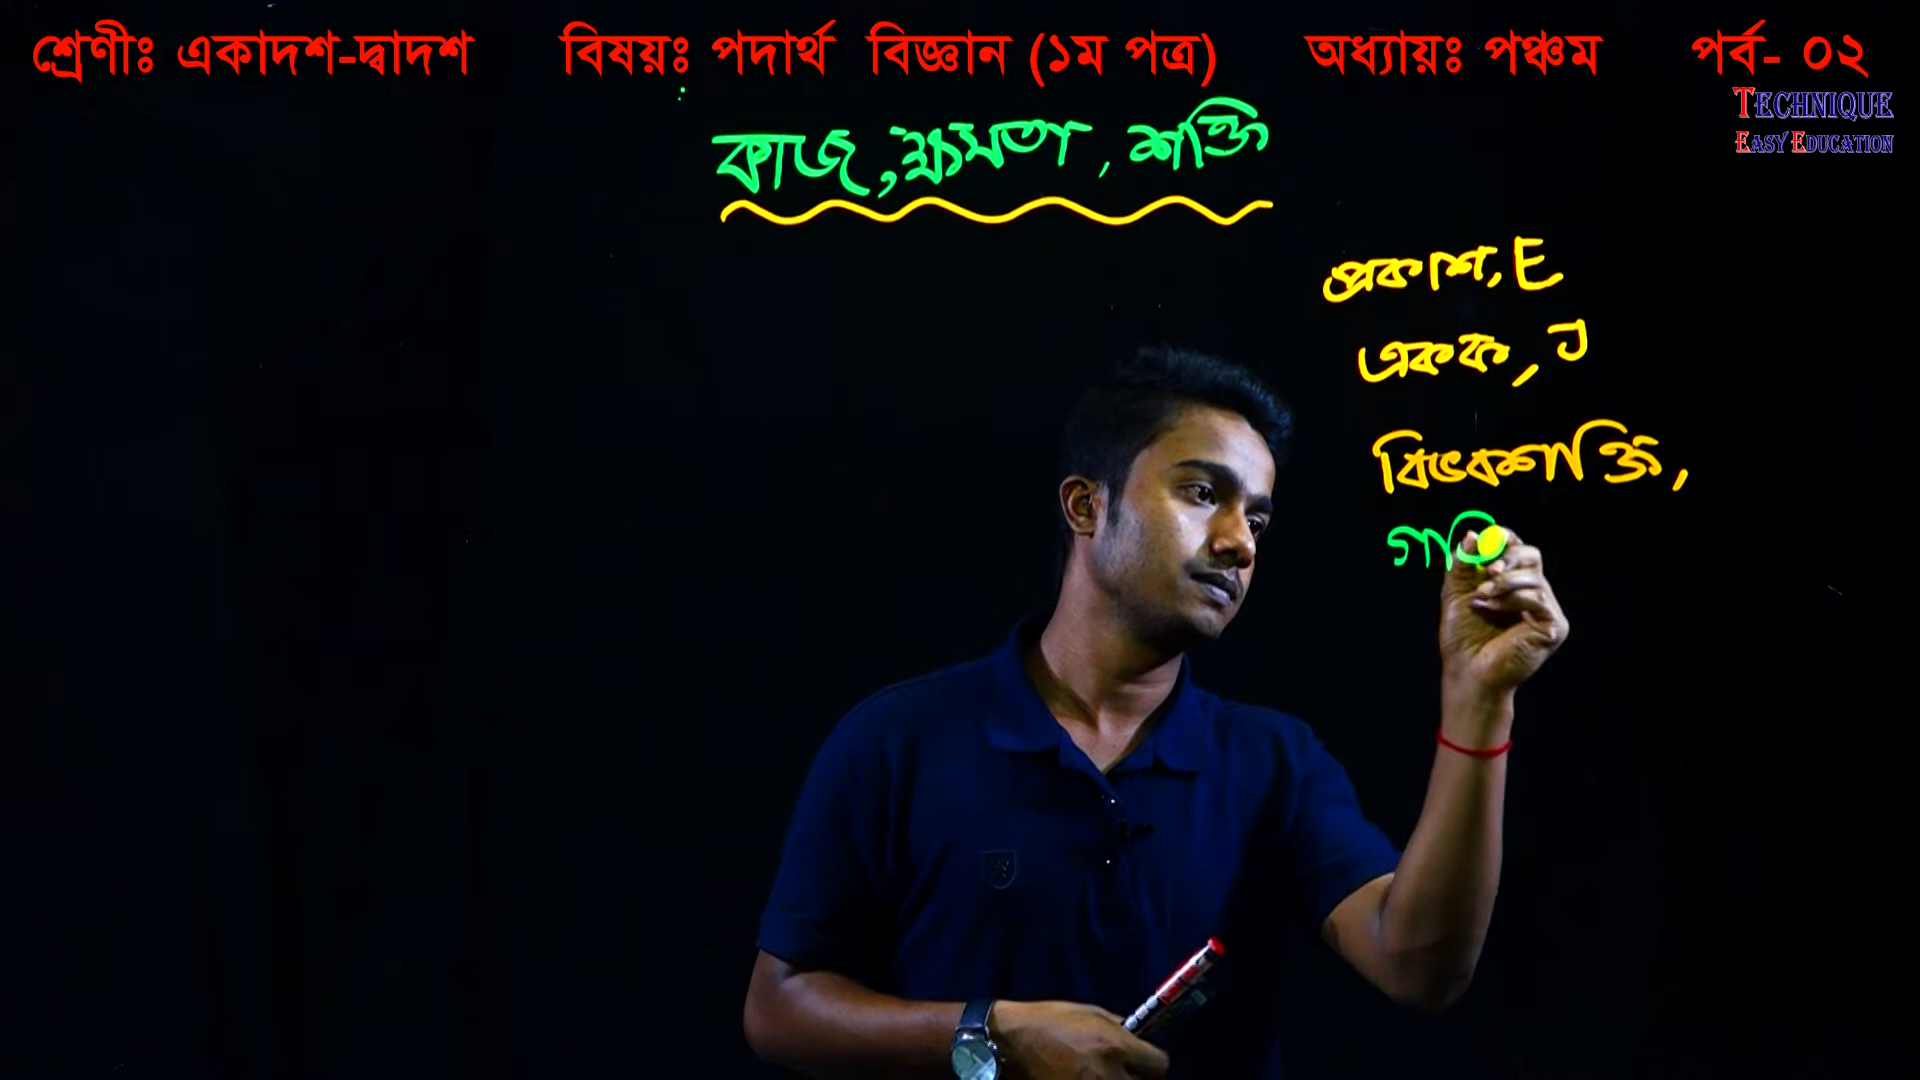 শ্রেণীঃ একাদশ-দ্বাদশ বিষয়ঃ পদার্থ বিজ্ঞান (১ম পত্র) অধ্যায়ঃ পঞ্চম পর্ব- ০২
TECHNIQUE
EASY EDUCATION
কাজ, ক্ষমতা, শক্তি
প্রকাশ, E
একক, J
বিভবশক্তি,
গতি